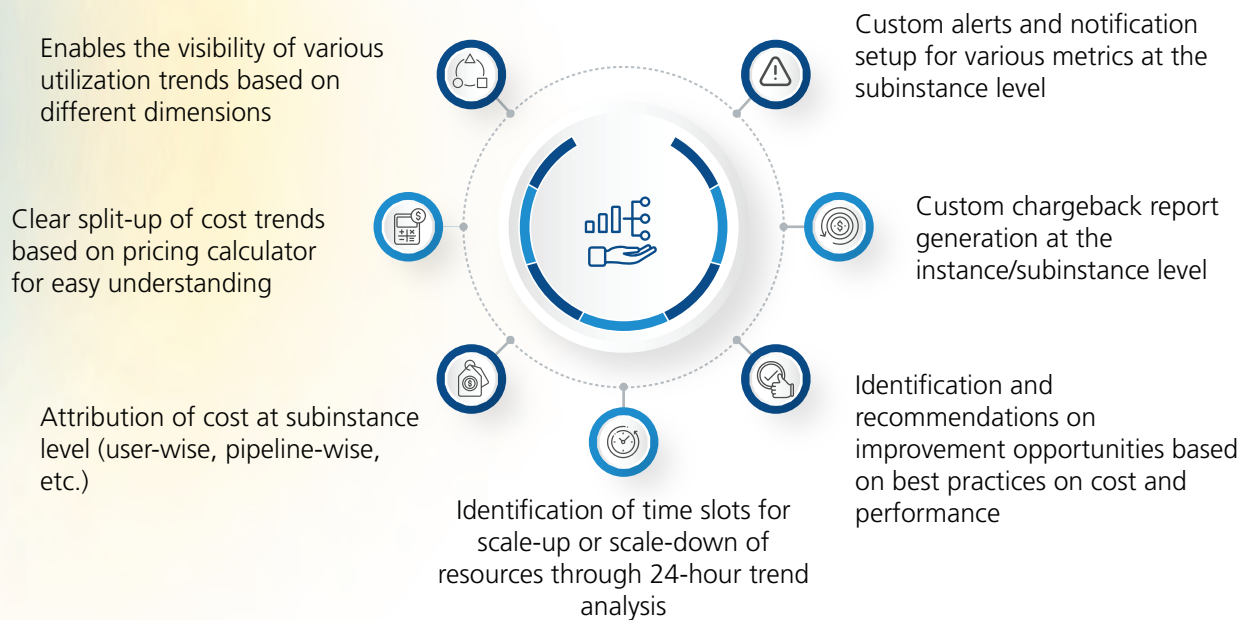 Enables the visibility of various
utilization trends based on
different dimensions
Clear split-up of cost trends
based on pricing calculator
for easy understanding
Attribution of cost at subinstance
level (user-wise, pipeline-wise,
etc.)
Identification of time slots for
scale-up or scale-down of
resources through 24-hour trend
analysis
Custom alerts and notification
setup for various metrics at the
subinstance level
Custom chargeback report
generation at the
instance/subinstance level
Identification and
recommendations on
improvement opportunities based
on best practices on cost and
performance